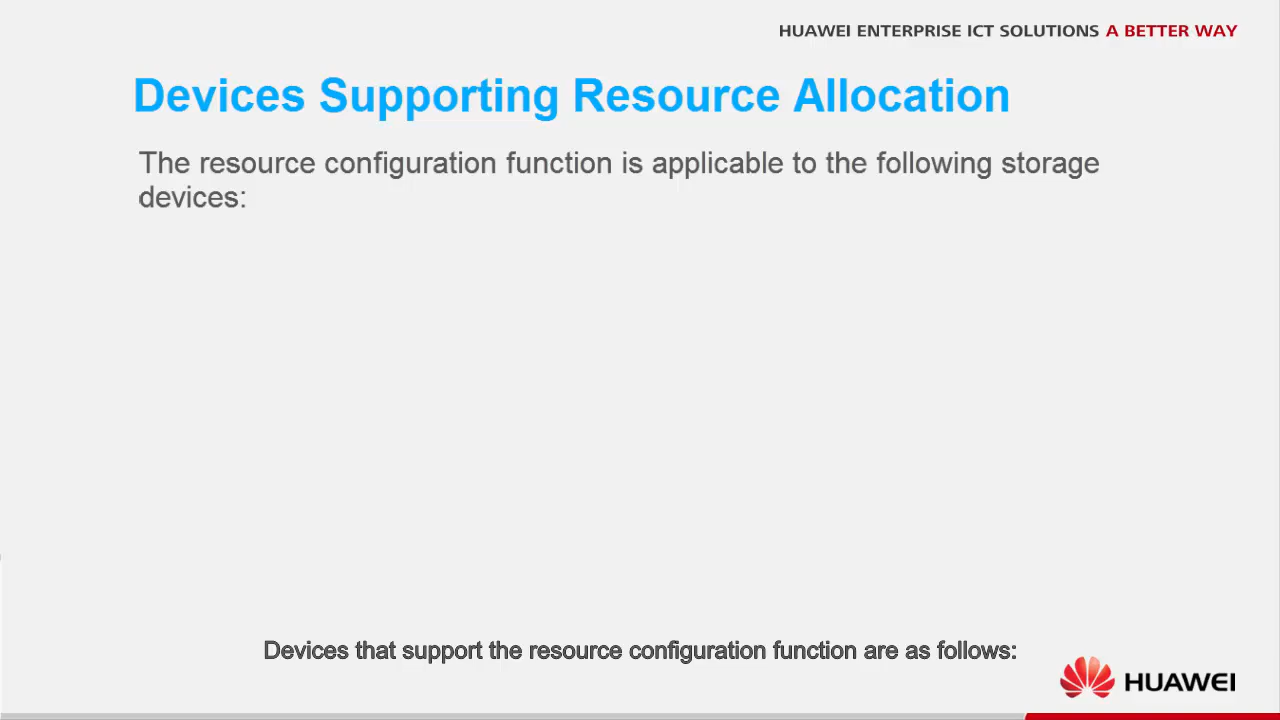 HUAWEI ENTERPRISE ICT SOLUTIONS A BETTER WAY
Devices Supporting Resource Allocation
The resource configuration function is applicable to the following storage
devices:
Devices that support the resource configuration function are as follows:
HUAWEI